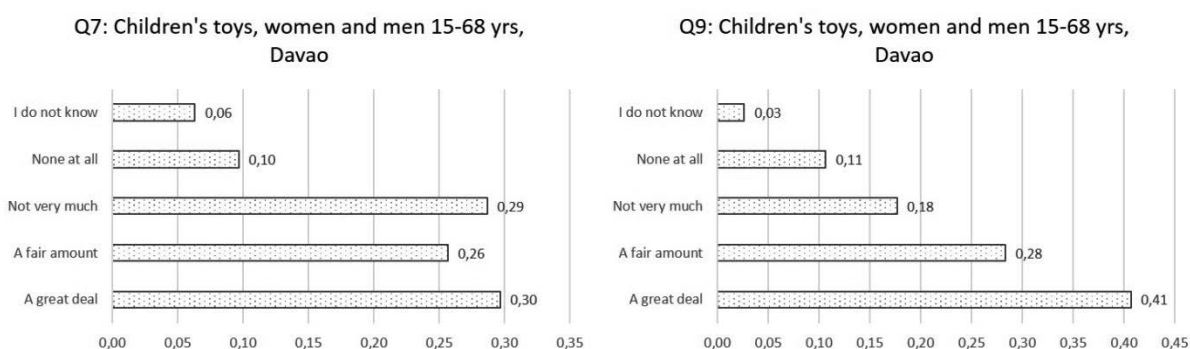 Q7: Children's toys, women and men 15-68 yrs,
Davao
I do not know
0,06
None at all
0,10
Not very much
0,29
A fair amount
0,26
A great deal
0,30
0,00 0,05 0,10 0,15 0,20 0,25 0,30 0,35
Q9: Children's toys, women and men 15-68 yrs,
Davao
I do not know
0,03
None at all
0,11
Not very much
0,18
A fair amount
0,28
A great deal
0,41
0,00 0,05 0,10 0,15 0,20 0,25 0,30 0,35 0,40 0,45